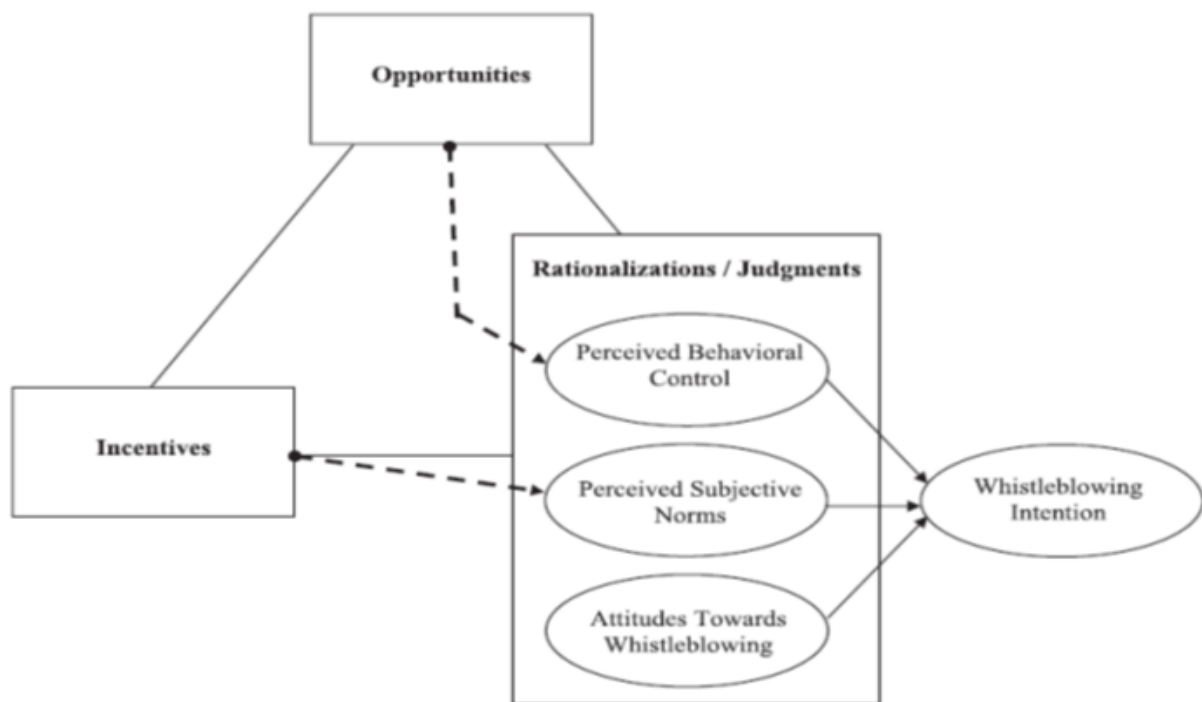 Opportunities
Rationalizations / Judgments
Perceived Behavioral
Control
Incentives
Perceived Subjective
Norms
Whistleblowing
Intention
Attitudes Towards
Whistleblowing